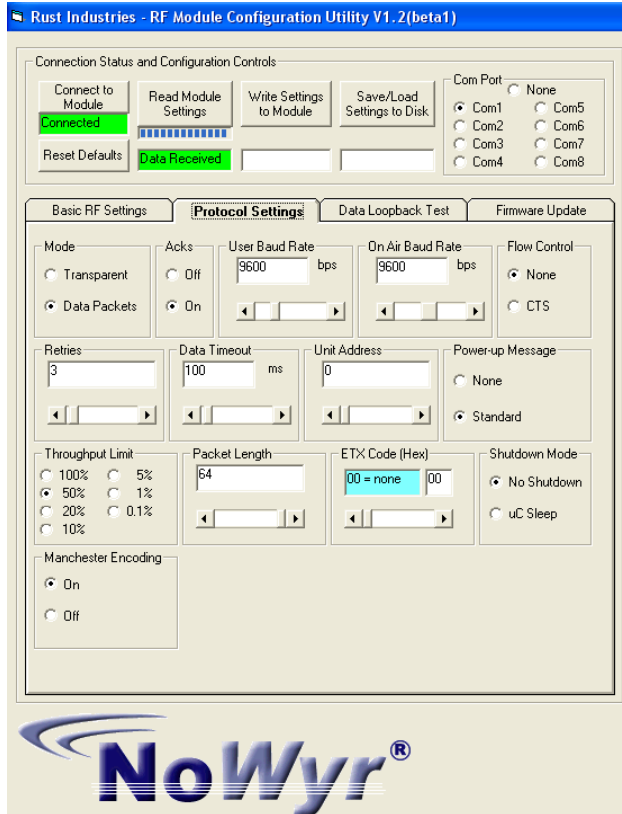 Rust Industries - RF Module Configuration Utility V1.2(beta1)
Connection Status and Configuration Controls
Connect to
Module
Connected
Reset Defaults
Read Module
Settings
Data Received
Write Settings
to Module
Save/Load
Settings to Disk
Com Port
None
Com1 Com5
Com2 Com6
Com3 Com7
Com4 Com8
Basic RF Settings Protocol Settings Data Loopback Test Firmware Update
Mode
Transparent
Data Packets
Acks
Off
On
User Baud Rate
9600 bps
On Air Baud Rate
9600 bps
Flow Control
None
CTS
Retries
3
Data Timeout
100 ms
Unit Address
0
Power-up Message
None
Standard
Throughput Limit
100% 5%
50% 1%
20% 0.1%
10%
Packet Length
64
ETX Code (Hex)
00 = none 00
Shutdown Mode
No Shutdown
uC Sleep
Manchester Encoding
On
Off
NoWyr®